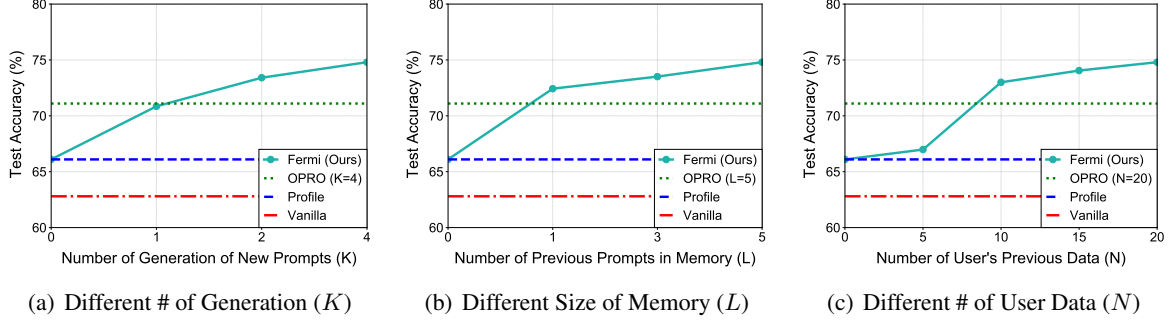 80
75
70
65
60
Test Accuracy (%)
Fermi (Ours)
OPRO (K=4)
Profile
Vanilla
0 1 2 4
Number of Generation of New Prompts (K)
(a) Different # of Generation (K)
80
75
70
65
60
Test Accuracy (%)
Fermi (Ours)
OPRO (L=5)
Profile
Vanilla
0 1 3 5
Number of Previous Prompts in Memory (L)
(b) Different Size of Memory (L)
80
75
70
65
60
Test Accuracy (%)
Fermi (Ours)
OPRO (N=20)
Profile
Vanilla
0 5 10 15 20
Number of User's Previous Data (N)
(c) Different # of User Data (N)